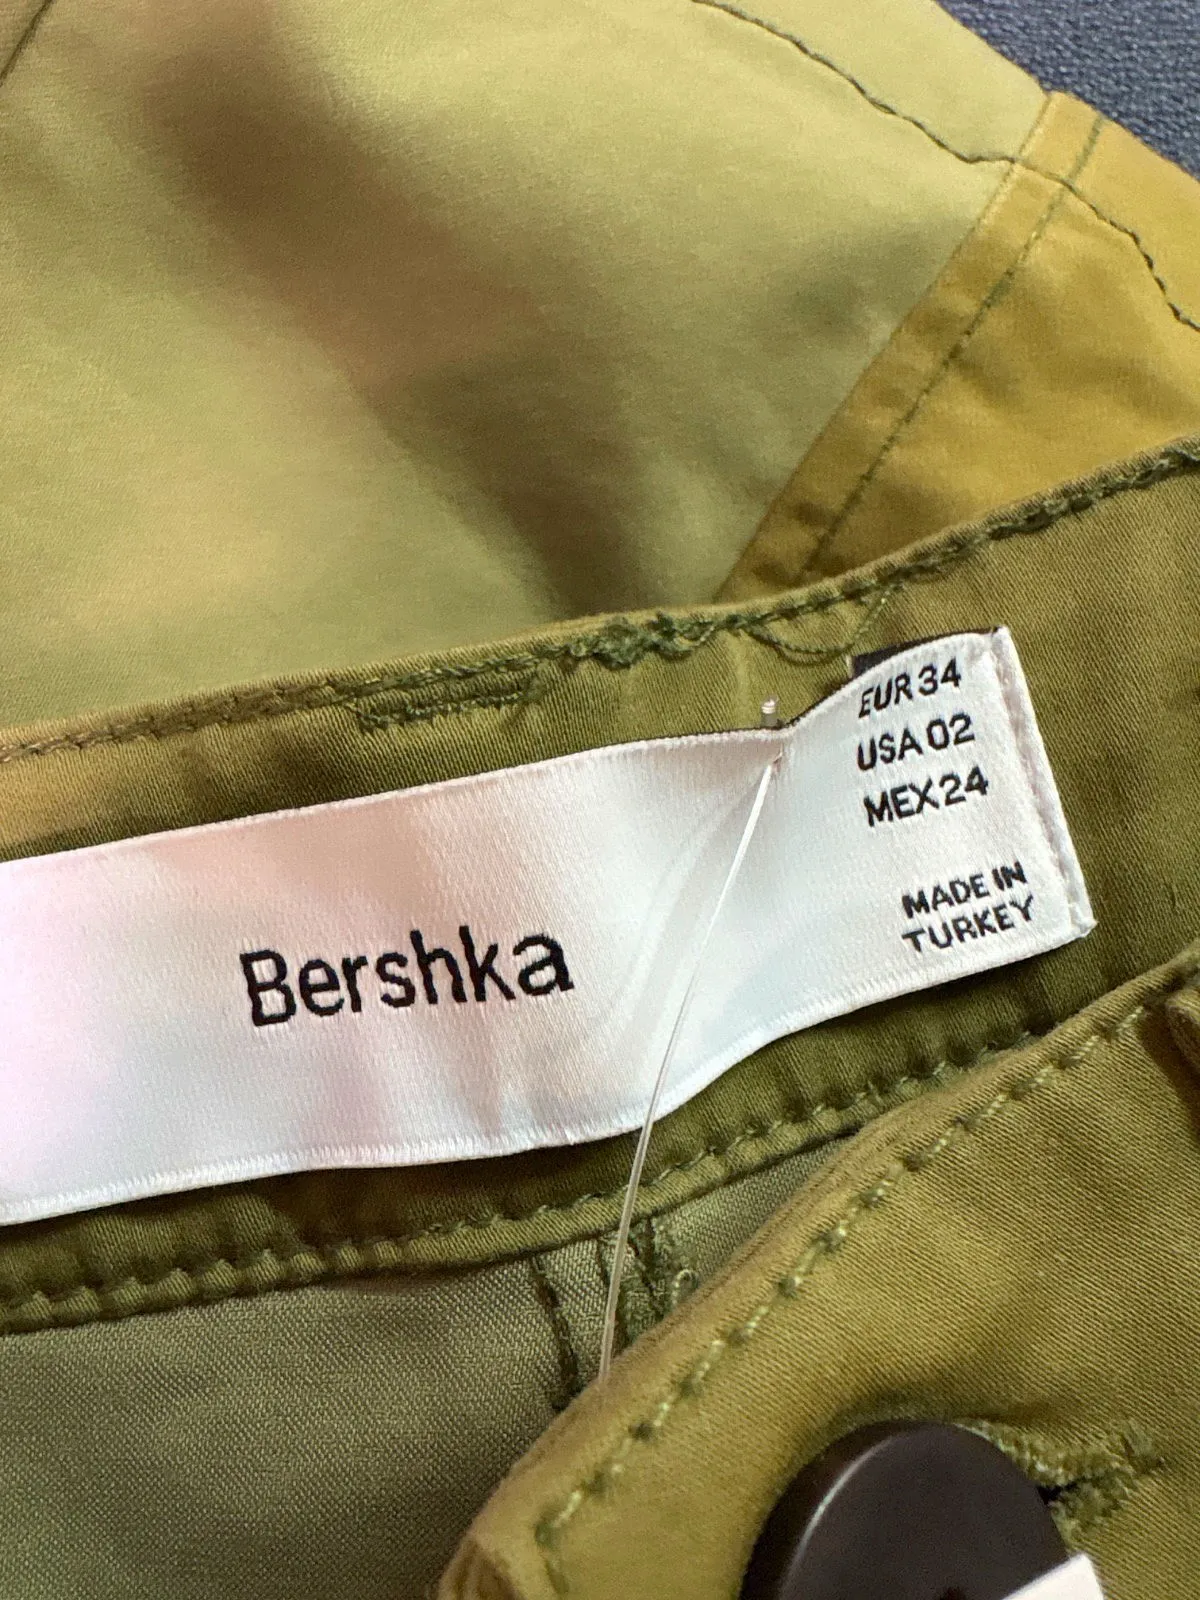 Bershka
EUR 34
USA 02
MEX 24
MADE IN
TURKEY